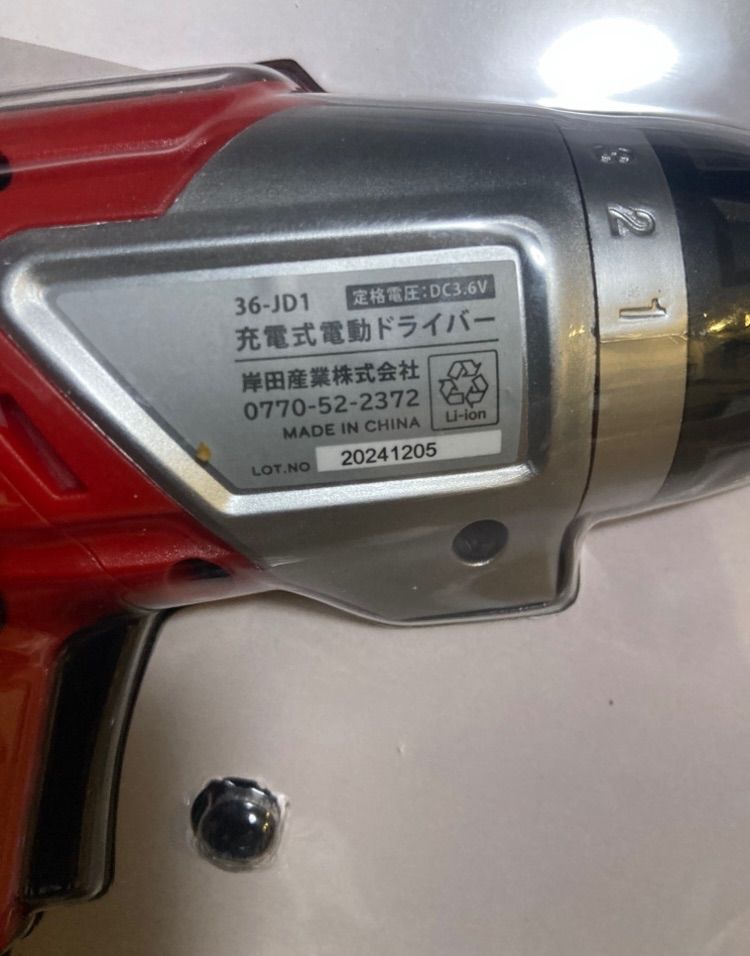 36-JD1 定格電圧:DC3.6V
充電式電動ドライバー
岸田産業株式会社
0770-52-2372
Li-ion
MADE IN CHINA
LOT.NO 20241205
3
2
1